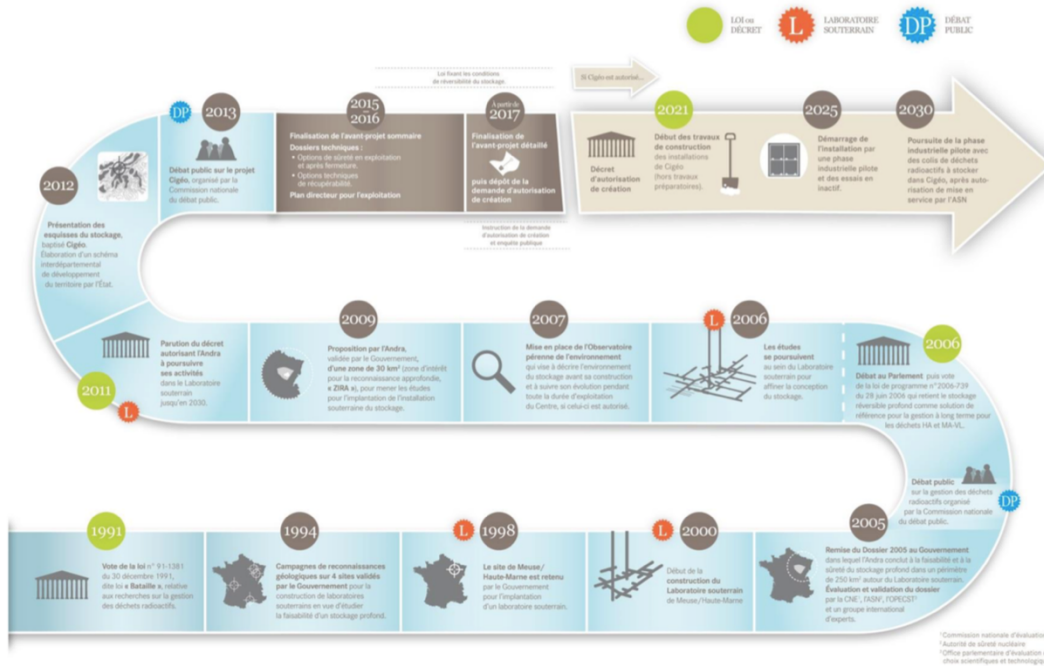 LOI ou
DÉCRET
L
LABORATOIRE
SOUTERRAIN
DP
DÉBAT
PUBLIC
Loi fixant les conditions
de réversibilité du stockage
Si Cigéo est autorisé...
DP
2013
Débat public sur le projet
Cigéo, organisé par la
Commission nationale
du débat public.
2015
2016
Finalisation de l'avant-projet sommaire
Dossiers techniques :
• Options de sûreté en exploitation
et après fermeture.
• Options techniques
de récupérabilité.
Plan directeur pour l'exploitation
À partir de
2017
Finalisation de
l'avant-projet détaillé
puis dépôt de la
demande d'autorisation
de création
Instruction de la demande
d'autorisation de création
et enquête publique
Décret
d'autorisation
de création
2021
Début des travaux
de construction
des installations
de Cigéo
(hors travaux
préparatoires).
2025
Démarrage de
l'installation par
une phase
industrielle pilote
et des essais en
inactif.
2030
Poursuite de la phase
industrielle pilote avec
des colis de déchets
radioactifs à stocker
dans Cigéo, après auto-
risation de mise en
service par l'ASN
2012
Présentation des
esquisses du stockage,
baptisé Cigéo.
Élaboration d'un schéma
interdépartemental
de développement
du territoire par l'État.
2011
L
Parution du décret
autorisant l'Andra
à poursuivre
ses activités
dans le Laboratoire
souterrain
jusqu'en 2030.
2009
Proposition par l'Andra,
validée par le Gouvernement,
d'une zone de 30 km² (zone d'intérêt
pour la reconnaissance approfondie,
« ZIRA »), pour mener les études
pour l'implantation de l'installation
souterraine du stockage.
2007
Mise en place de l'Observatoire
pérenne de l'environnement
qui vise à décrire l'environnement
du stockage avant sa construction
et à suivre son évolution pendant
toute la durée d'exploitation
du Centre, si celui-ci est autorisé.
L
2006
Les études
se poursuivent
au sein du Laboratoire
souterrain pour
affiner la conception
du stockage.
2006
Débat au Parlement puis vote
de la loi de programme n°2006-739
du 28 juin 2006 qui retient le stockage
réversible profond comme solution de
référence pour la gestion à long terme pour
les déchets HA et MA-VL.
DP
Débat public
sur la gestion des déchets
radioactifs organisé
par la Commission nationale
du débat public.
1991
Vote de la loi n° 91-1381
du 30 décembre 1991,
dite loi « Bataille », relative
aux recherches sur la gestion
des déchets radioactifs.
1994
Campagnes de reconnaissances
géologiques sur 4 sites validés
par le Gouvernement pour la
construction de laboratoires
souterrains en vue d'étudier
la faisabilité d'un stockage profond.
L
1998
Le site de Meuse/
Haute-Marne est retenu
par le Gouvernement
pour l'implantation
d'un laboratoire souterrain.
L
2000
Début de la
construction du
Laboratoire souterrain
de Meuse/Haute-Marne
2005
Remise du Dossier 2005 au Gouvernement
dans lequel l'Andra conclut à la faisabilité et à la
sûreté du stockage profond dans un périmètre
de 250 km² autour du Laboratoire souterrain.
Évaluation et validation du dossier
par la CNE¹, l'ASN², l'OPECST³
et un groupe international
d'experts.
¹ Commission nationale d'évaluation
² Autorité de sûreté nucléaire
³ Office parlementaire d'évaluation
choix scientifiques et technologiq